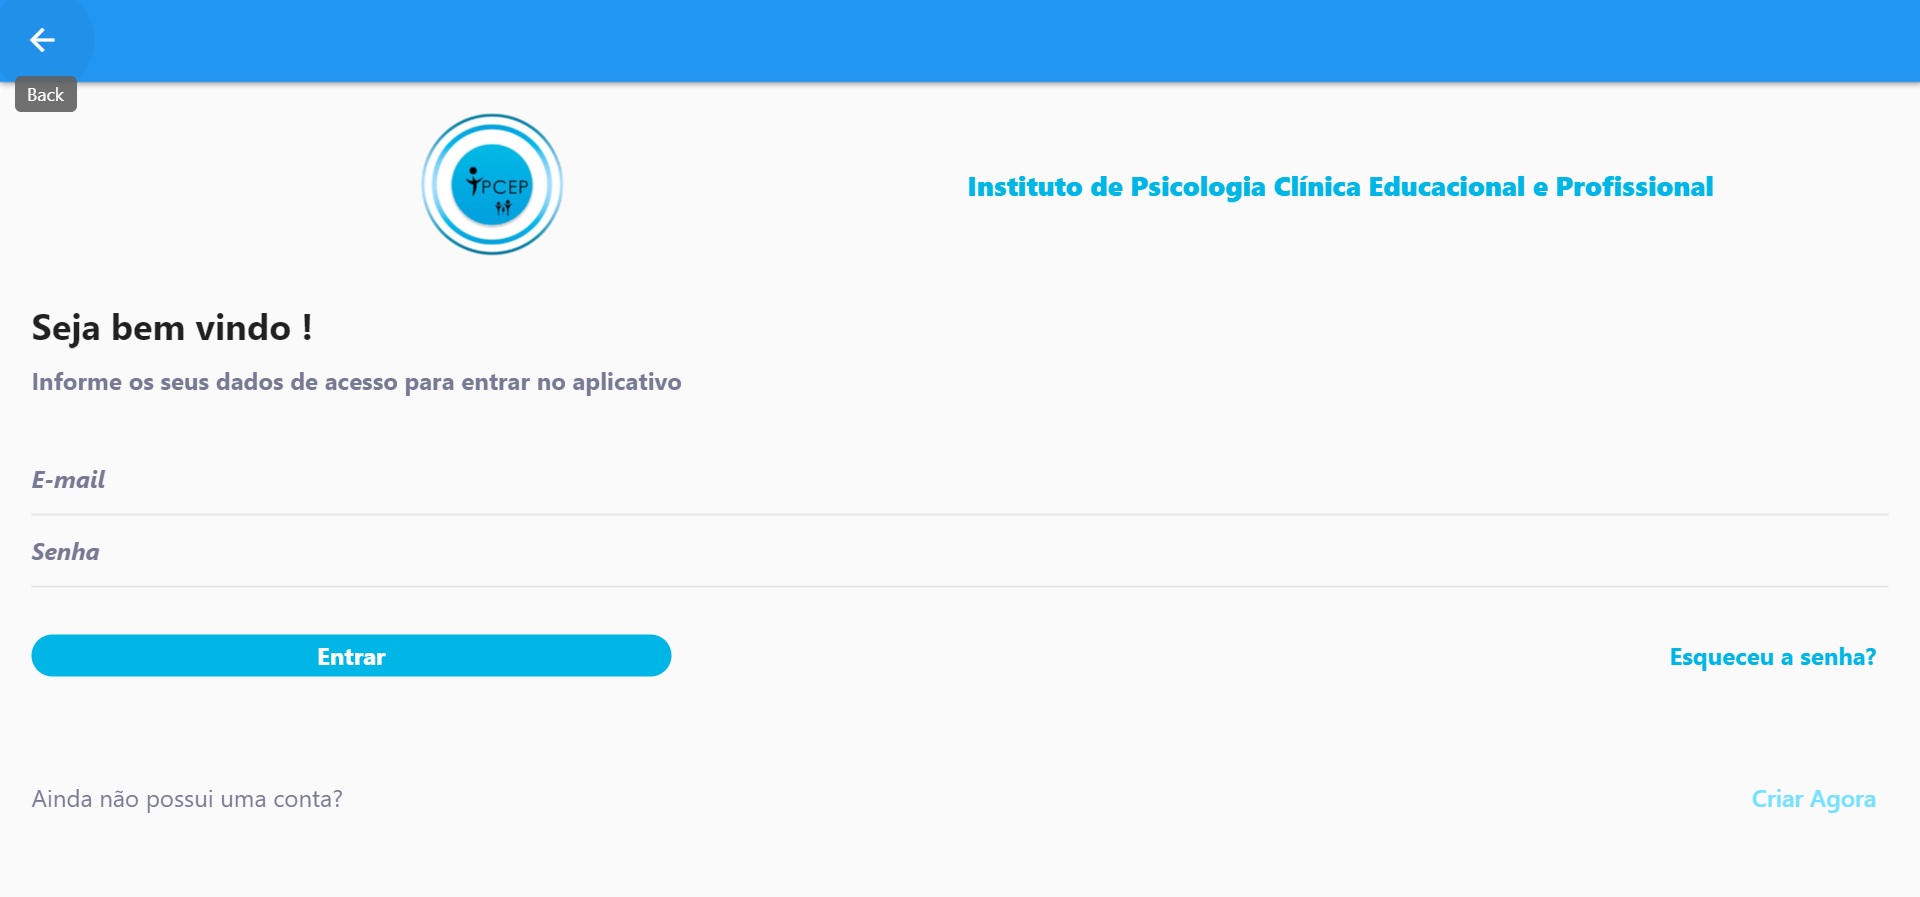 Back
PCEP
Instituto de Psicologia Clínica Educacional e Profissional
Seja bem vindo !
Informe os seus dados de acesso para entrar no aplicativo
E-mail
Senha
Entrar
Esqueceu a senha?
Ainda não possui uma conta?
Criar Agora